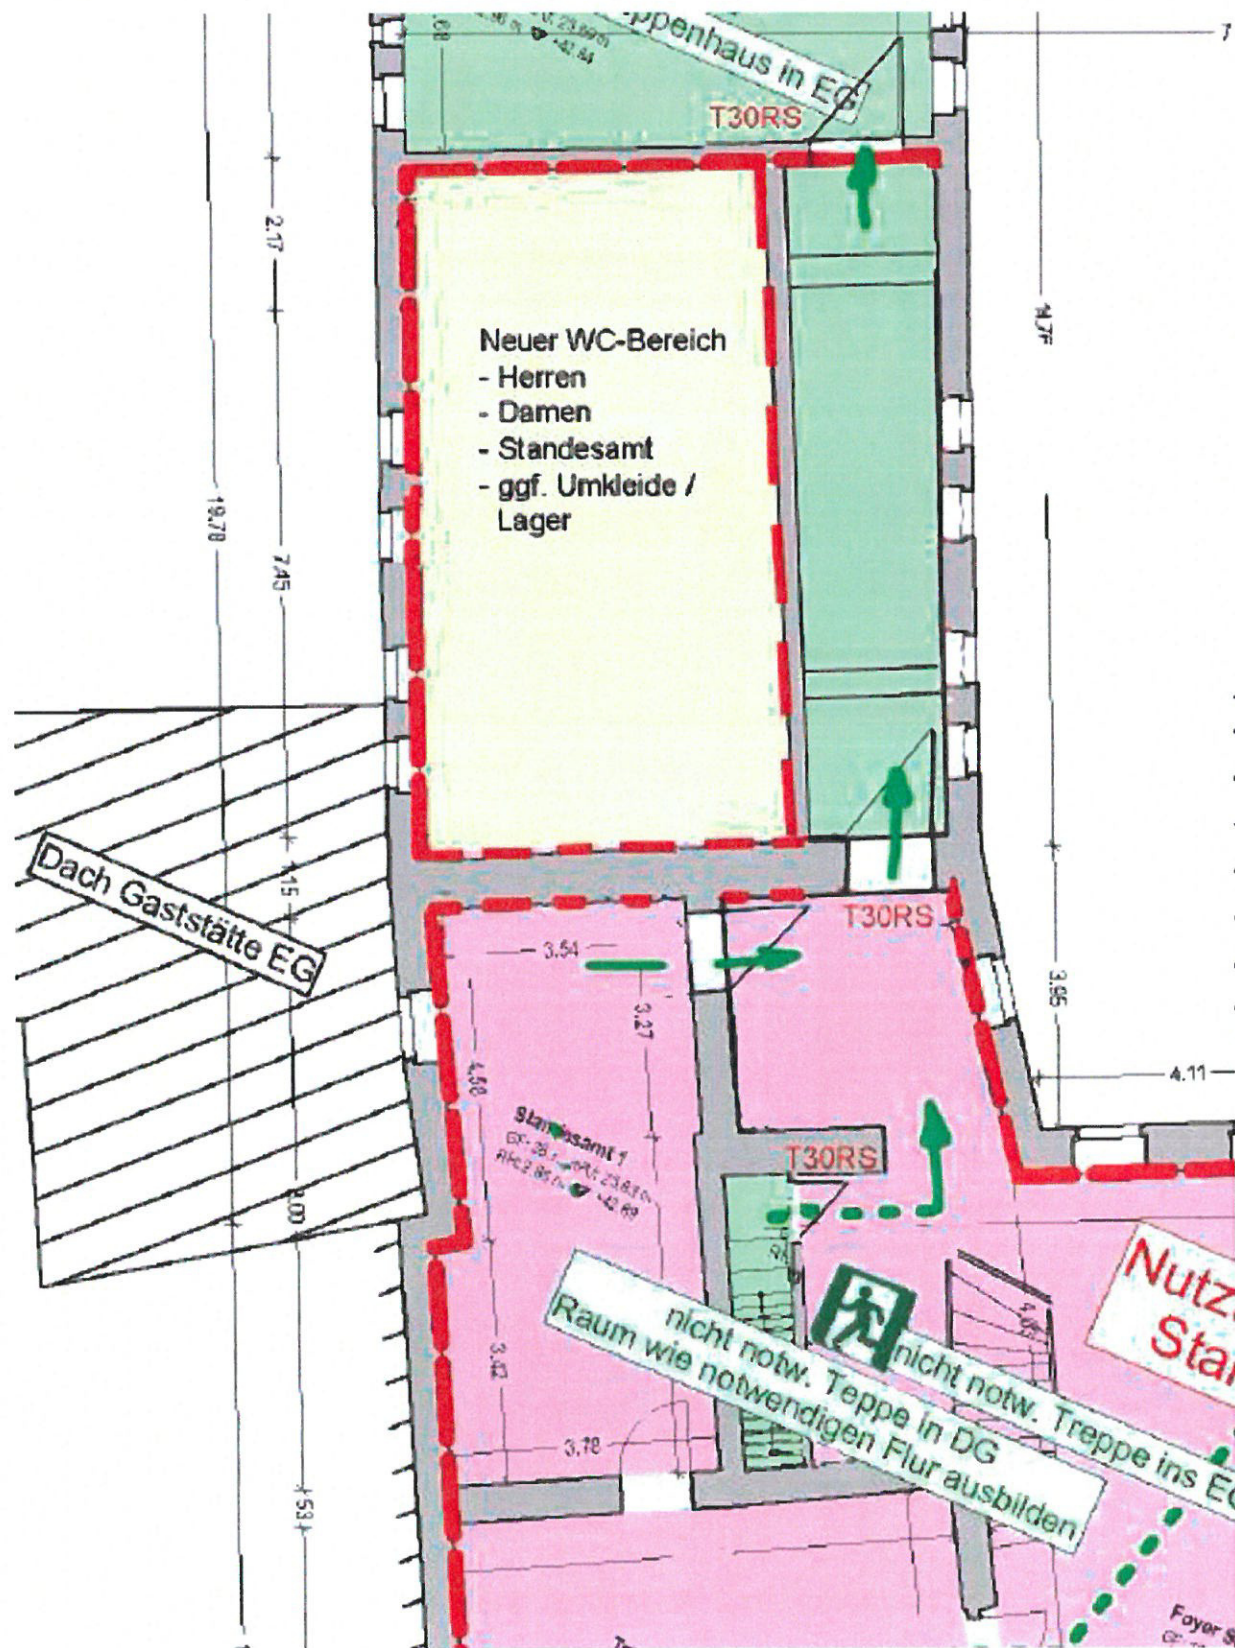 ppenhaus in EG
T30RS
2.17
14.75
Neuer WC-Bereich
- Herren
- Damen
- Standesamt
- ggf. Umkleide /
Lager
19.78
7.45
Dach Gaststätte EG
T30RS
3.54
3.27
4.58
3.95
4.11
Standesamt 1
T30RS
Nutz
Sta
nicht notw. Teppe in DG
Raum wie notwendigen Flur ausbilden
nicht notw. Treppe ins EG
3.42
3.78
Foyer S